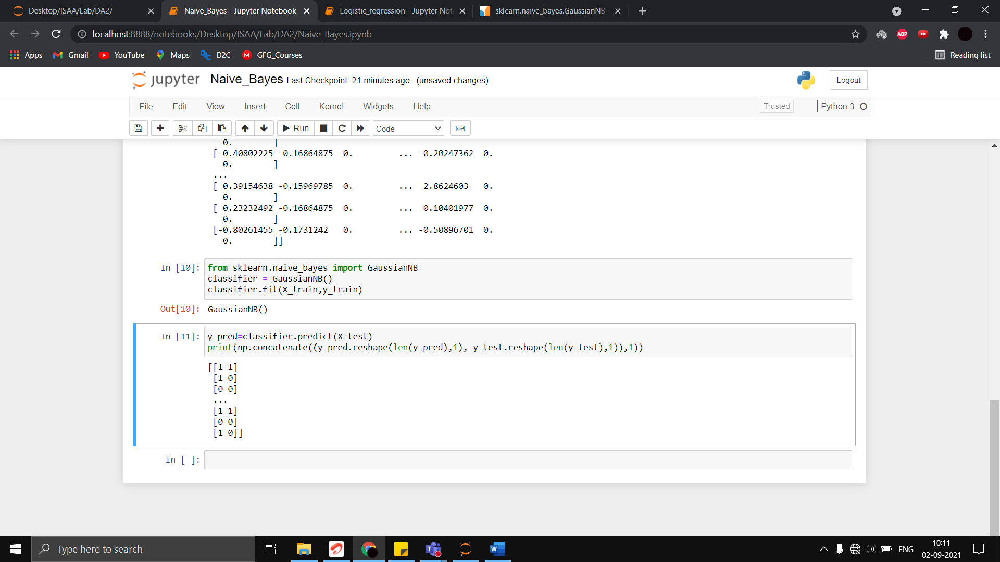 Desktop/ISAA/Lab/DA2/
Naive_Bayes - Jupyter Notebook
Logistic_regression - Jupyter Not
sklearn.naive_bayes.GaussianNB
localhost:8888/notebooks/Desktop/ISAA/Lab/DA2/Naive_Bayes.ipynb
ABP
Apps
Gmail
YouTube
Maps
D2C
GFG_Courses
Reading list
jupyter
Naive_Bayes Last Checkpoint: 21 minutes ago (unsaved changes)
Logout
File Edit View Insert Cell Kernel Widgets Help
Trusted
Python 3
Run
Code
0. ]
[-0.40802225 -0.16864875 0. ... -0.20247362 0.
0. ]
...
[ 0.39154638 -0.15969785 0. ... 2.8624603 0.
0. ]
[ 0.23232492 -0.16864875 0. ... 0.10401977 0.
0. ]
[-0.80261455 -0.1731242 0. ... -0.50896701 0.
0. ]]
In [10]: from sklearn.naive_bayes import GaussianNB
classifier = GaussianNB()
classifier.fit(X_train,y_train)
Out[10]: GaussianNB()
In [11]: y_pred=classifier.predict(X_test)
print(np.concatenate((y_pred.reshape(len(y_pred),1), y_test.reshape(len(y_test),1)),1))
[[1 1]
[1 0]
[0 0]
...
[1 1]
[0 0]
[1 0]]
In [ ]:
Type here to search
ENG
10:11
02-09-2021